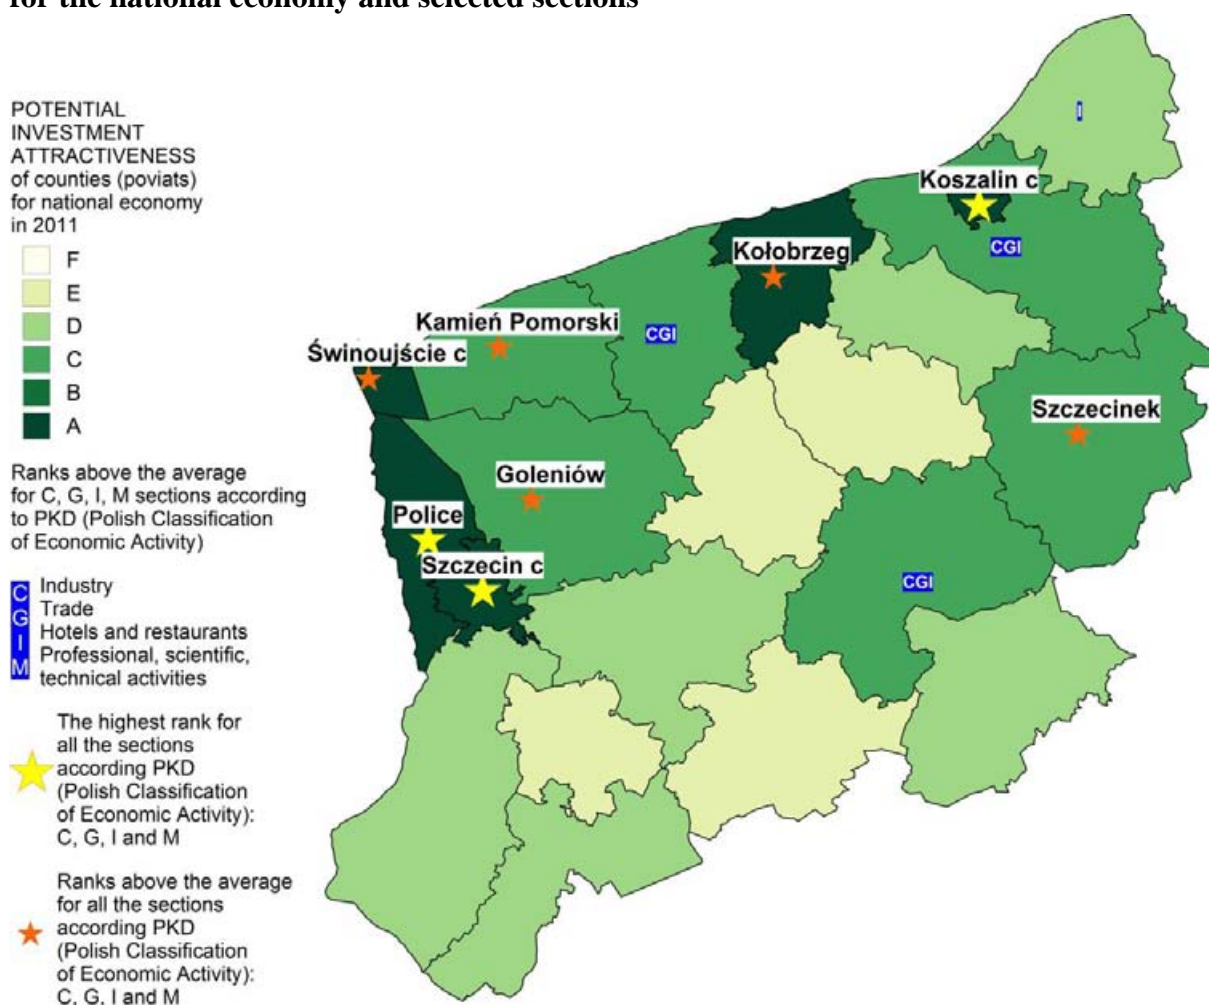 for the national economy and selected sections
POTENTIAL
INVESTMENT
ATTRACTIVENESS
of counties (poviats)
for national economy
in 2011
F
E
D
C
B
A
Ranks above the average
for C, G, I, M sections according
to PKD (Polish Classification
of Economic Activity)
C
G
I
M
Industry
Trade
Hotels and restaurants
Professional, scientific,
technical activities
The highest rank for
all the sections
according PKD
(Polish Classification
of Economic Activity):
C, G, I and M
Ranks above the average
for all the sections
according PKD
(Polish Classification
of Economic Activity):
C, G, I and M
I
Koszalin c
CGI
Kołobrzeg
Kamień Pomorski
CGI
Świnoujście c
Szczecinek
Goleniów
Police
Szczecin c
CGI